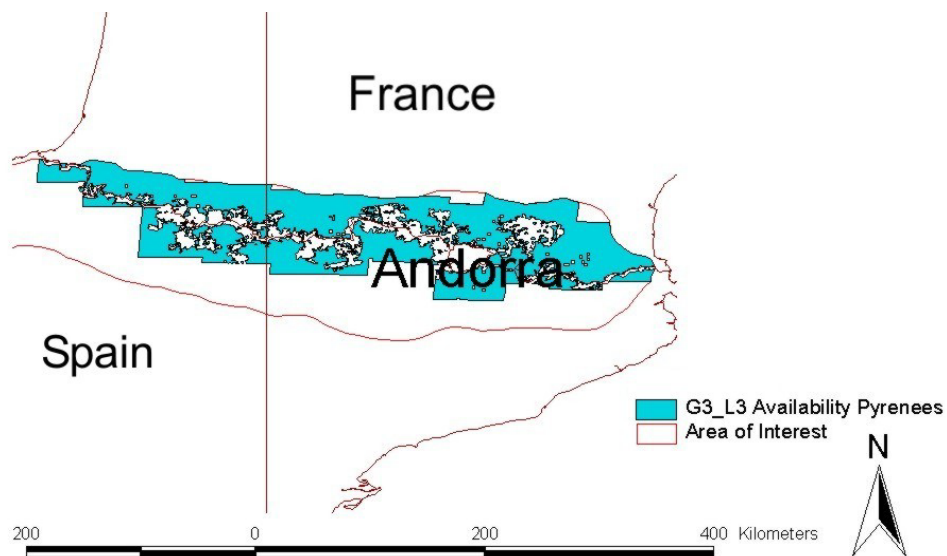 France
Andorra
Spain
G3_L3 Availability Pyrenees
Area of Interest
N
200 0 200 400 Kilometers